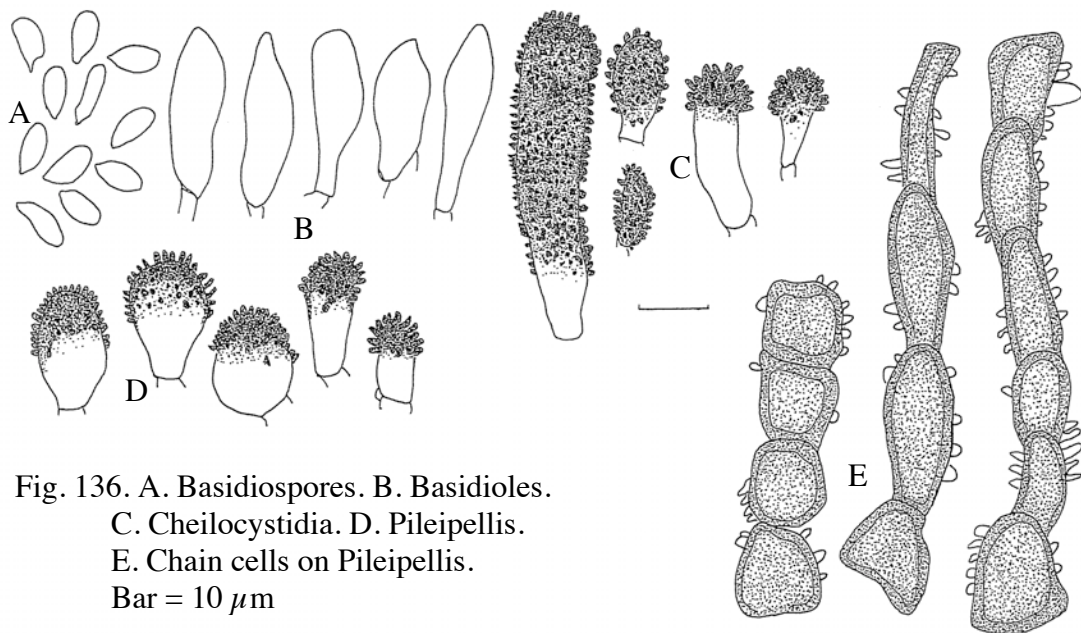 A
B
C
D
E
Fig. 136. A. Basidiospores. B. Basidioles.
C. Cheilocystidia. D. Pileipellis.
E. Chain cells on Pileipellis.
Bar = 10 µm